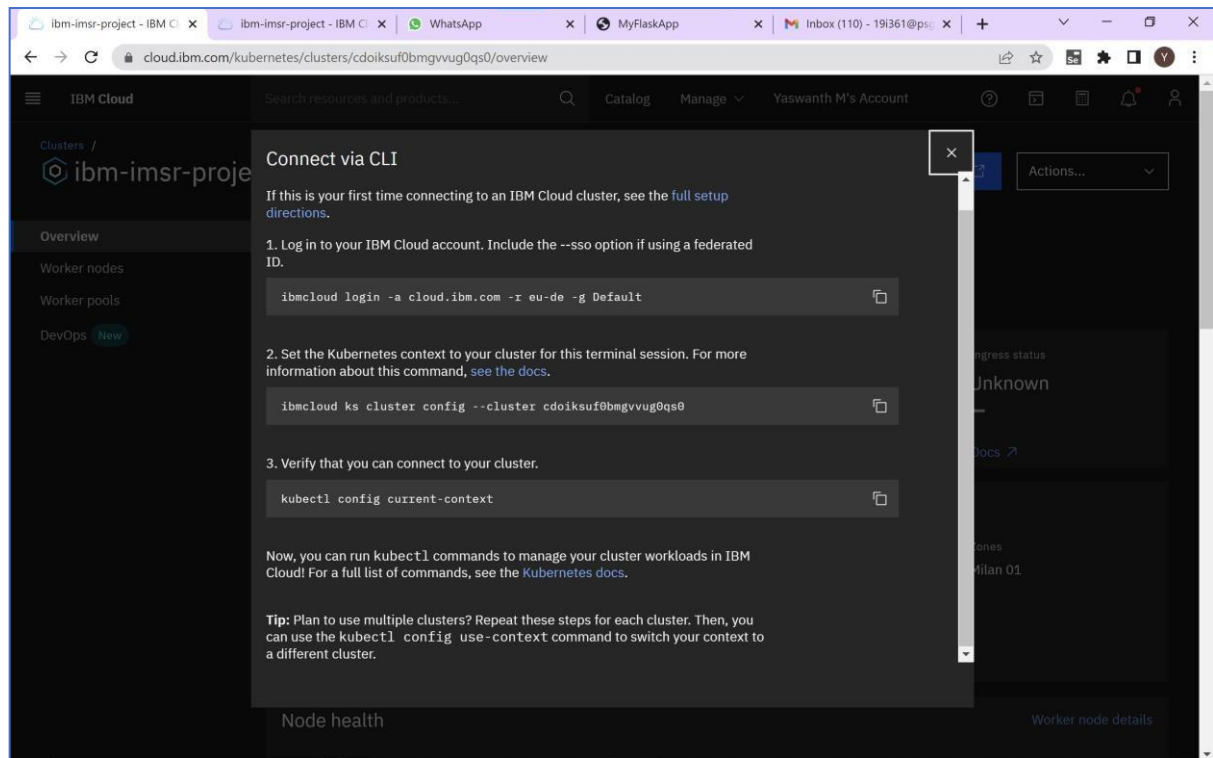 ibm-imsr-project - IBM Cl
ibm-imsr-project - IBM Cl
WhatsApp
MyFlaskApp
Inbox (110) - 19i361@psg
cloud.ibm.com/kubernetes/clusters/cdoiksuf0bmgvvug0qs0/overview
Se
Y
IBM Cloud
Search resources and products...
Catalog
Manage
Yaswanth M's Account
Clusters /
ibm-imsr-proje
Actions...
Overview
Worker nodes
Worker pools
DevOps New
Connect via CLI
If this is your first time connecting to an IBM Cloud cluster, see the full setup
directions.
1. Log in to your IBM Cloud account. Include the --sso option if using a federated
ID.
ibmcloud login -a cloud.ibm.com -r eu-de -g Default
2. Set the Kubernetes context to your cluster for this terminal session. For more
information about this command, see the docs.
ibmcloud ks cluster config --cluster cdoiksuf0bmgvvug0qs0
3. Verify that you can connect to your cluster.
kubectl config current-context
Now, you can run kubectl commands to manage your cluster workloads in IBM
Cloud! For a full list of commands, see the Kubernetes docs.
Tip: Plan to use multiple clusters? Repeat these steps for each cluster. Then, you
can use the kubectl config use-context command to switch your context to
a different cluster.
ngress status
Unknown
Docs
Zones
Milan 01
Node health
Worker node details